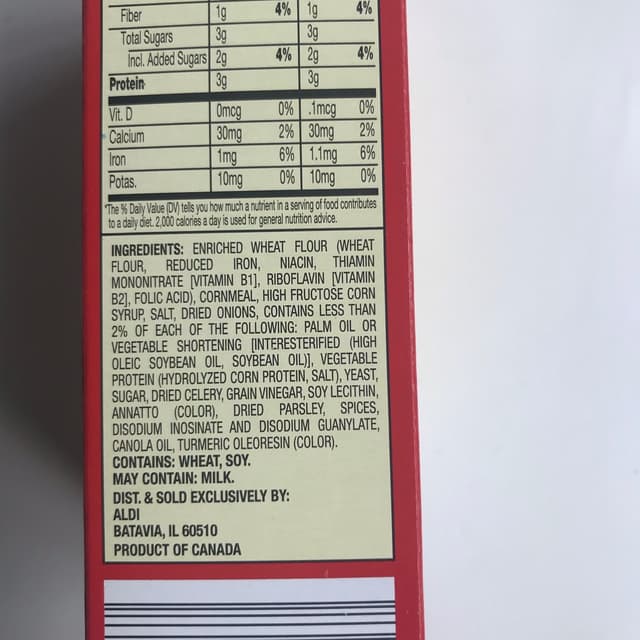 Fiber 1g 4% 1g 4%
Total Sugars 3g 3g
Incl. Added Sugars 2g 4% 2g 4%
Protein 3g 3g
Vit. D 0mcg 0% .1mcg 0%
Calcium 30mg 2% 30mg 2%
Iron 1mg 6% 1.1mg 6%
Potas. 10mg 0% 10mg 0%
*The % Daily Value (DV) tells you how much a nutrient in a serving of food contributes
to a daily diet. 2,000 calories a day is used for general nutrition advice.
INGREDIENTS: ENRICHED WHEAT FLOUR (WHEAT
FLOUR, REDUCED IRON, NIACIN, THIAMIN
MONONITRATE [VITAMIN B1], RIBOFLAVIN [VITAMIN
B2], FOLIC ACID), CORNMEAL, HIGH FRUCTOSE CORN
SYRUP, SALT, DRIED ONIONS, CONTAINS LESS THAN
2% OF EACH OF THE FOLLOWING: PALM OIL OR
VEGETABLE SHORTENING [INTERESTERIFIED (HIGH
OLEIC SOYBEAN OIL, SOYBEAN OIL)], VEGETABLE
PROTEIN (HYDROLYZED CORN PROTEIN, SALT), YEAST,
SUGAR, DRIED CELERY, GRAIN VINEGAR, SOY LECITHIN,
ANNATTO (COLOR), DRIED PARSLEY, SPICES,
DISODIUM INOSINATE AND DISODIUM GUANYLATE,
CANOLA OIL, TURMERIC OLEORESIN (COLOR).
CONTAINS: WHEAT, SOY.
MAY CONTAIN: MILK.
DIST. & SOLD EXCLUSIVELY BY:
ALDI
BATAVIA, IL 60510
PRODUCT OF CANADA